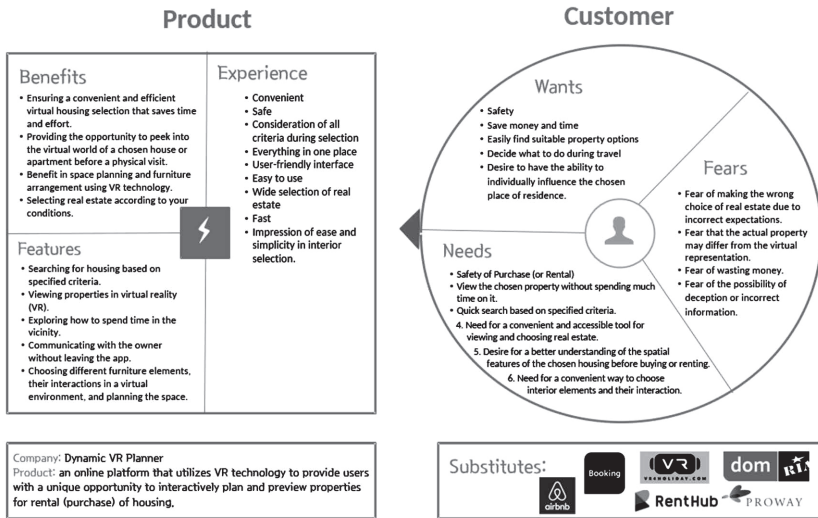 Product
Customer
Benefits
• Ensuring a convenient and efficient
virtual housing selection that saves time
and effort.
• Providing the opportunity to peek into
the virtual world of a chosen house or
apartment before a physical visit.
• Benefit in space planning and furniture
arrangement using VR technology.
• Selecting real estate according to your
conditions.
Experience
• Convenient
• Safe
• Consideration of all
criteria during selection
• Everything in one place
• User-friendly interface
• Easy to use
• Wide selection of real
estate
• Fast
• Impression of ease and
simplicity in interior
selection.
Features
• Searching for housing based on
specified criteria.
• Viewing properties in virtual reality
(VR).
• Exploring how to spend time in the
vicinity.
• Communicating with the owner
without leaving the app.
• Choosing different furniture elements,
their interactions in a virtual
environment, and planning the space.
Wants
• Safety
• Save money and time
• Easily find suitable property options
• Decide what to do during travel
• Desire to have the ability to
individually influence the chosen
place of residence.
Fears
• Fear of making the wrong
choice of real estate due to
incorrect expectations.
• Fear that the actual property
may differ from the virtual
representation.
• Fear of wasting money.
• Fear of the possibility of
deception or incorrect
information.
Needs
• Safety of Purchase (or Rental)
• View the chosen property without spending much
time on it.
• Quick search based on specified criteria.
4. Need for a convenient and accessible tool for
viewing and choosing real estate.
5. Desire for a better understanding of the spatial
features of the chosen housing before buying or renting.
6. Need for a convenient way to choose
interior elements and their interaction.
Company: Dynamic VR Planner
Product: an online platform that utilizes VR technology to provide users
with a unique opportunity to interactively plan and preview properties
for rental (purchase) of housing.
Substitutes:
airbnb
Booking
VR
dom RIA
RentHub
PROWAY